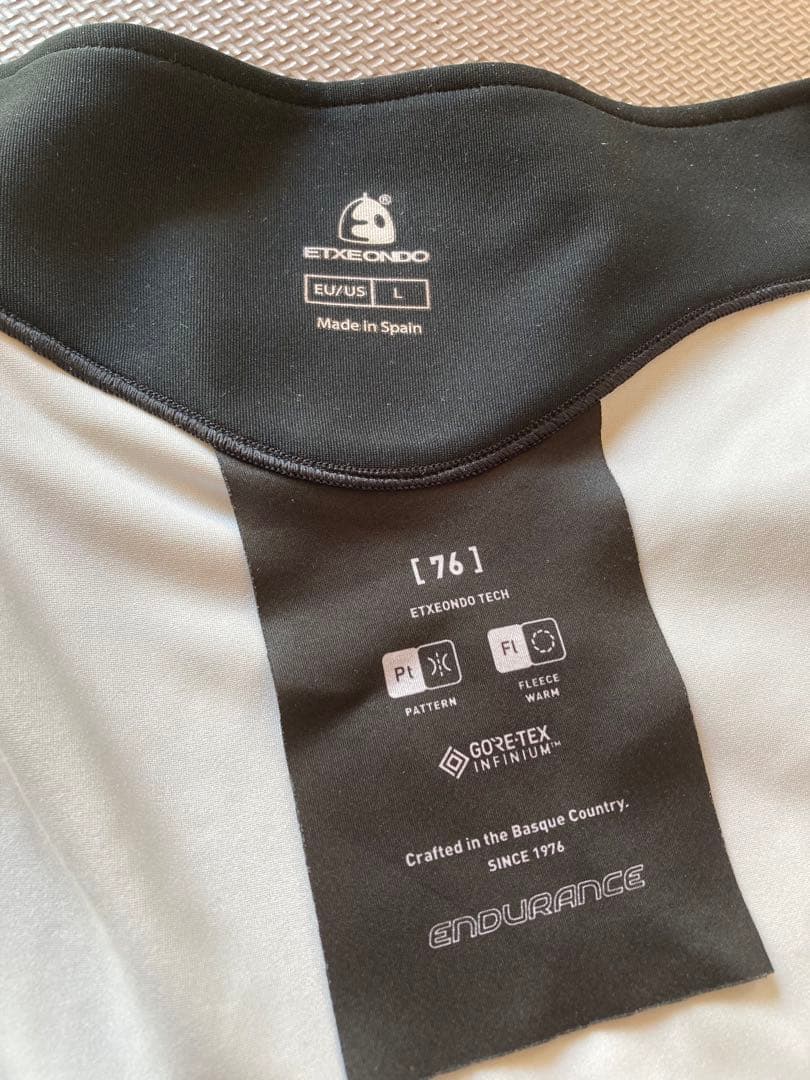 ®
ETXEONDO
EU/US L
Made in Spain
[ 76 ]
ETXEONDO TECH
Pt Fl
PATTERN FLEECE WARM
GORE-TEX
INFINIUM™
Crafted in the Basque Country.
SINCE 1976
ENDURANCE